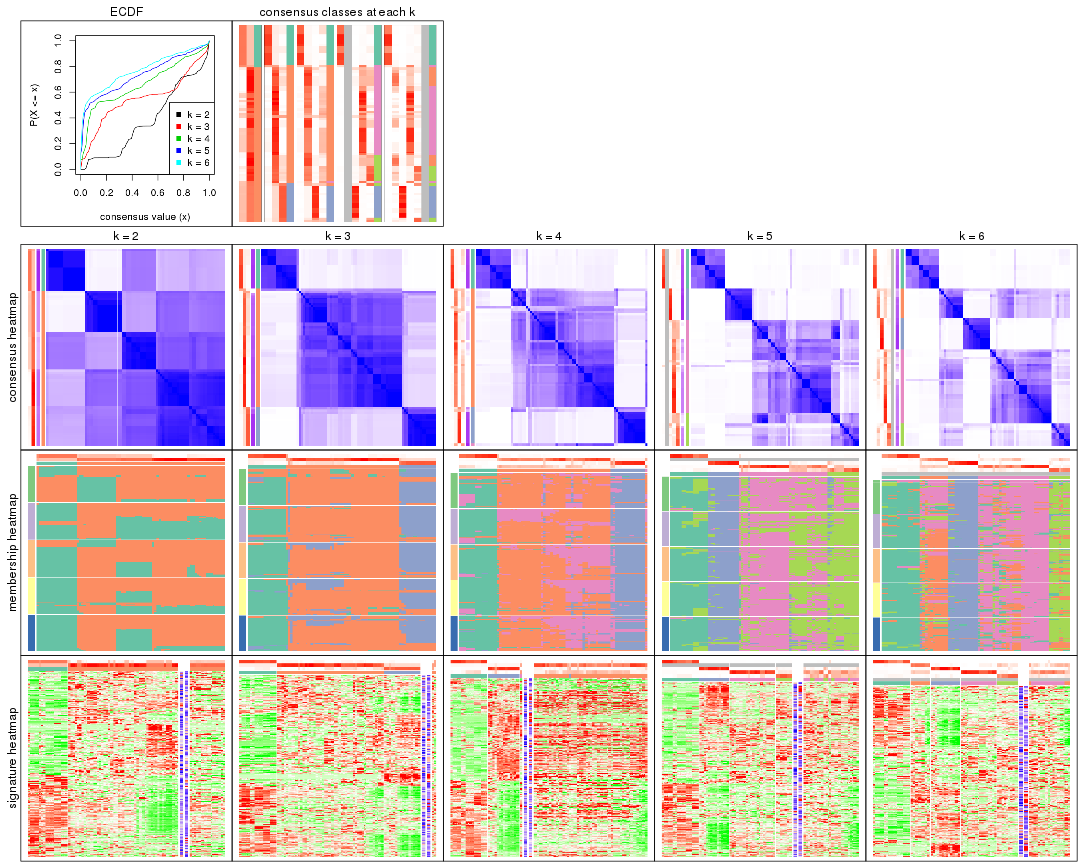 ECDF
consensus classes at each k
P(X <= x)
0.0 0.2 0.4 0.6 0.8 1.0
k = 2
k = 3
k = 4
k = 5
k = 6
0.0 0.2 0.4 0.6 0.8 1.0
consensus value (x)
k = 2
k = 3
k = 4
k = 5
k = 6
consensus heatmap
membership heatmap
signature heatmap